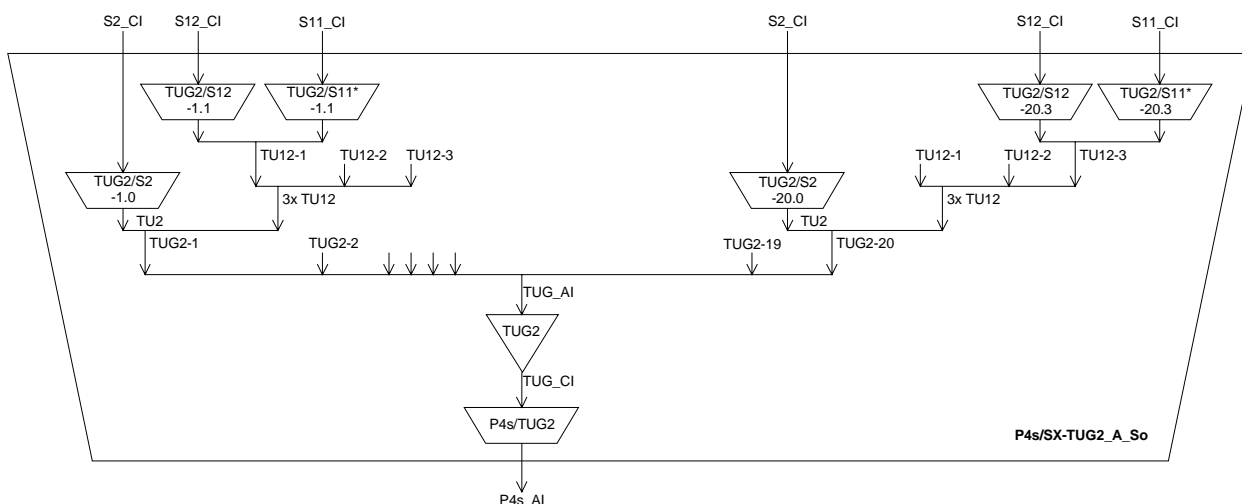 S2_CI
S12_CI
S11_CI
S2_CI
S12_CI
S11_CI
TUG2/S12
-1.1
TUG2/S11*
-1.1
TUG2/S12
-20.3
TUG2/S11*
-20.3
TU12-1
TU12-2
TU12-3
TU12-1
TU12-2
TU12-3
TUG2/S2
-1.0
3x TU12
TUG2/S2
-20.0
3x TU12
TU2
TU2
TUG2-1
TUG2-2
TUG2-19
TUG2-20
TUG_AI
TUG2
TUG_CI
P4s/TUG2
P4s/SX-TUG2_A_So
P4s_AI